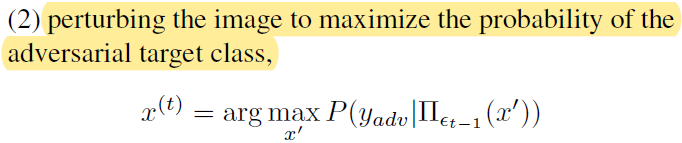 (2) perturbing the image to maximize the probability of the
adversarial target class,
x^{(t)} = arg max_{x'} P(y_{adv}|Π_{ϵ_{t−1}}(x'))